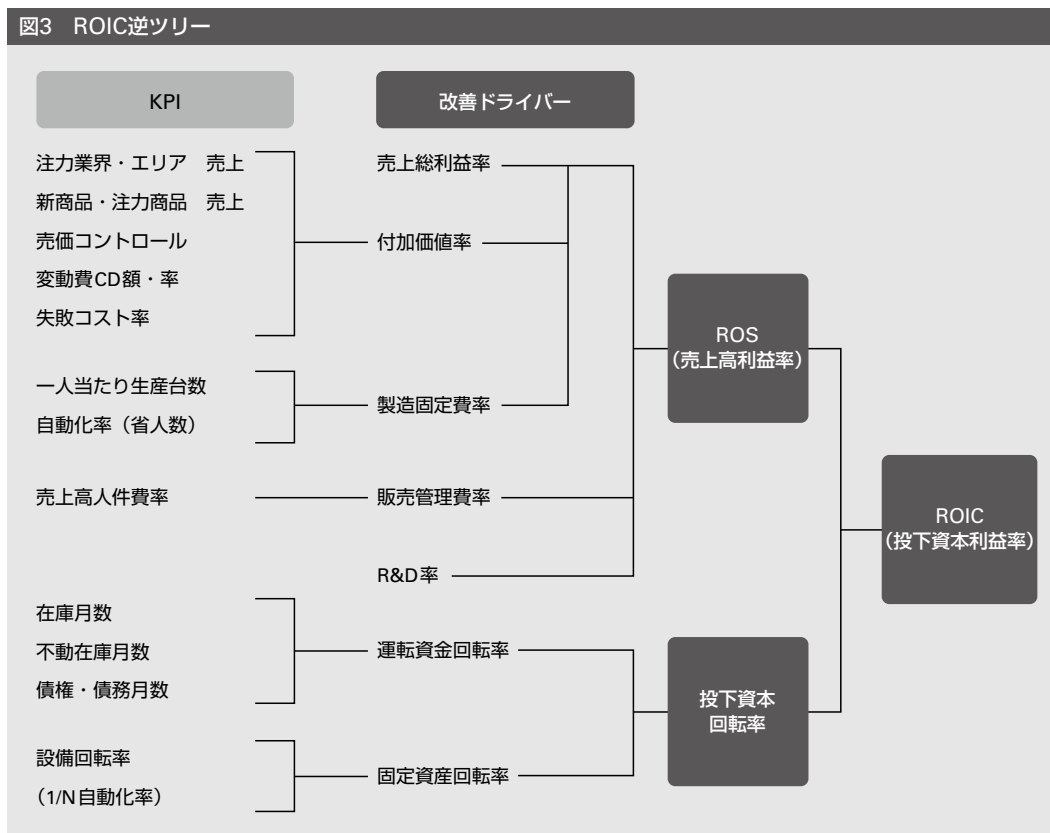 図3 ROIC逆ツリー
KPI
改善ドライバー
注力業界・エリア 売上
新商品・注力商品 売上
売価コントロール
変動費CD額・率
失敗コスト率
一人当たり生産台数
自動化率（省人数）
売上高人件費率
在庫月数
不動在庫月数
債権・債務月数
設備回転率
（1/N自動化率）
売上総利益率
付加価値率
製造固定費率
販売管理費率
R&D率
運転資金回転率
固定資産回転率
ROS
（売上高利益率）
投下資本
回転率
ROIC
（投下資本利益率）